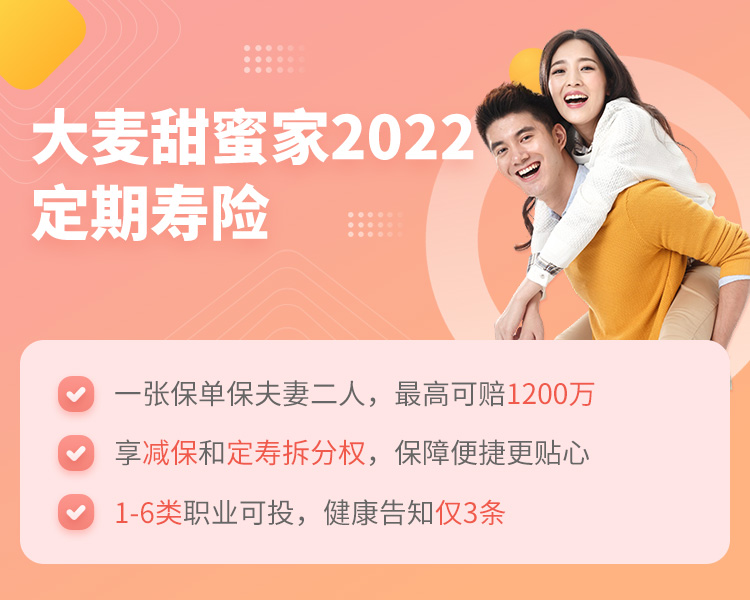 大麦甜蜜家2022
定期寿险
一张保单保夫妻二人，最高可赔1200万
享减保和定寿拆分权，保障便捷更贴心
1-6类职业可投，健康告知仅3条